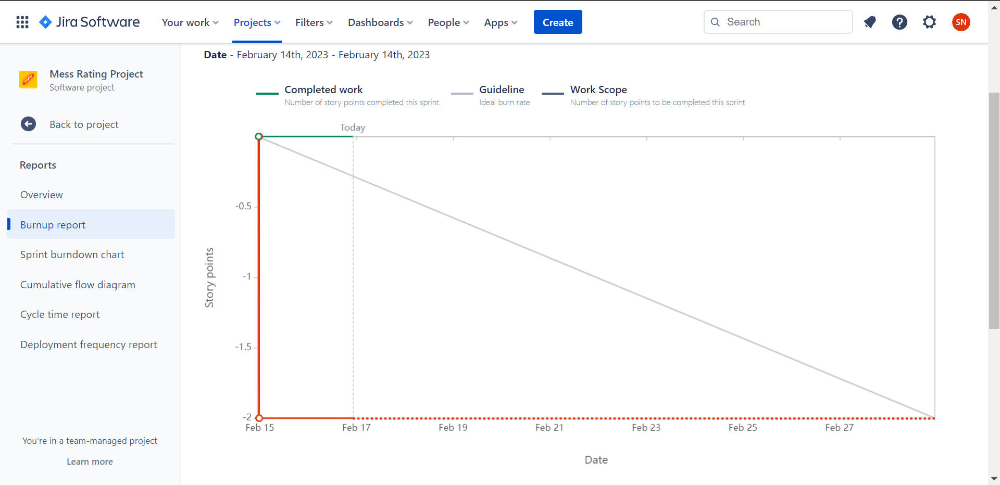 Jira Software
Your work
Projects
Filters
Dashboards
People
Apps
Create
Search
?
SN
Mess Rating Project
Software project
Back to project
Reports
Overview
Burnup report
Sprint burndown chart
Cumulative flow diagram
Cycle time report
Deployment frequency report
You're in a team-managed project
Learn more
Date - February 14th, 2023 - February 14th, 2023
Completed work
Number of story points completed this sprint
Guideline
Ideal burn rate
Work Scope
Number of story points to be completed this sprint
Today
-0.5
-1
-1.5
-2
Story points
Feb 15
Feb 17
Feb 19
Feb 21
Feb 23
Feb 25
Feb 27
Date